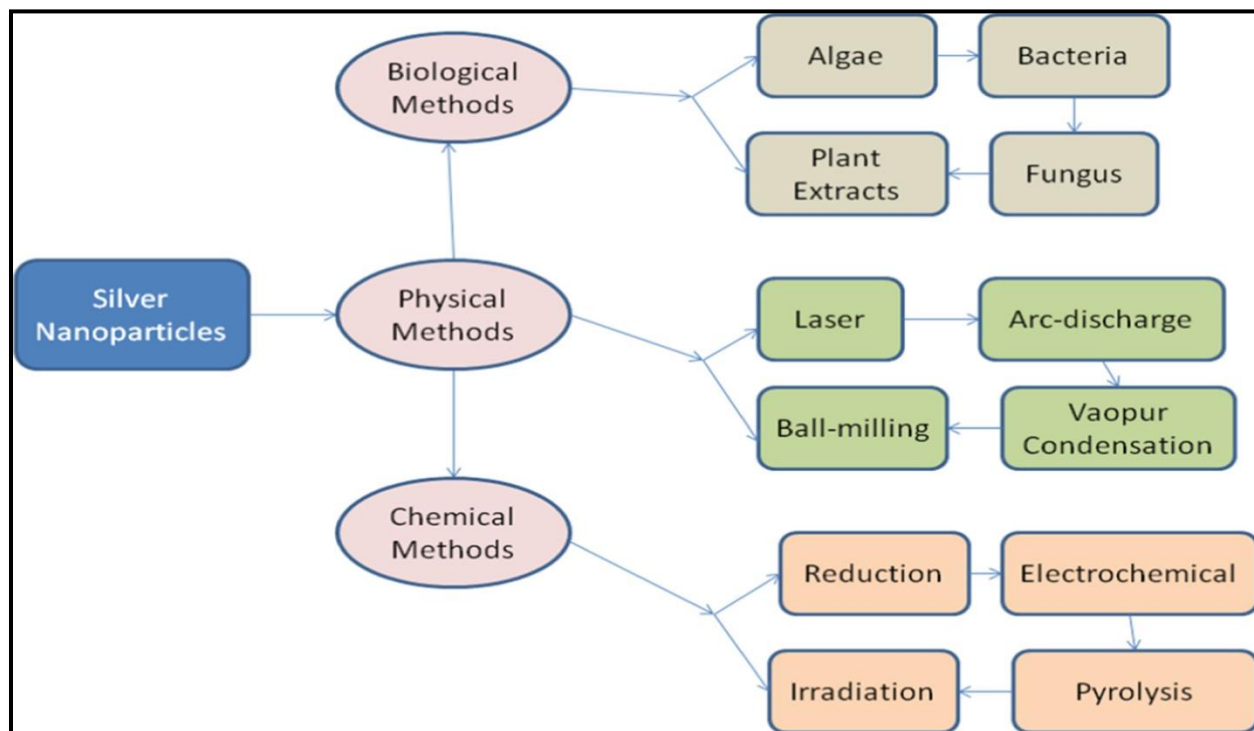 Biological
Methods
Algae
Bacteria
Plant
Extracts
Fungus
Silver
Nanoparticles
Physical
Methods
Laser
Arc-discharge
Ball-milling
Vaopur
Condensation
Chemical
Methods
Reduction
Electrochemical
Irradiation
Pyrolysis